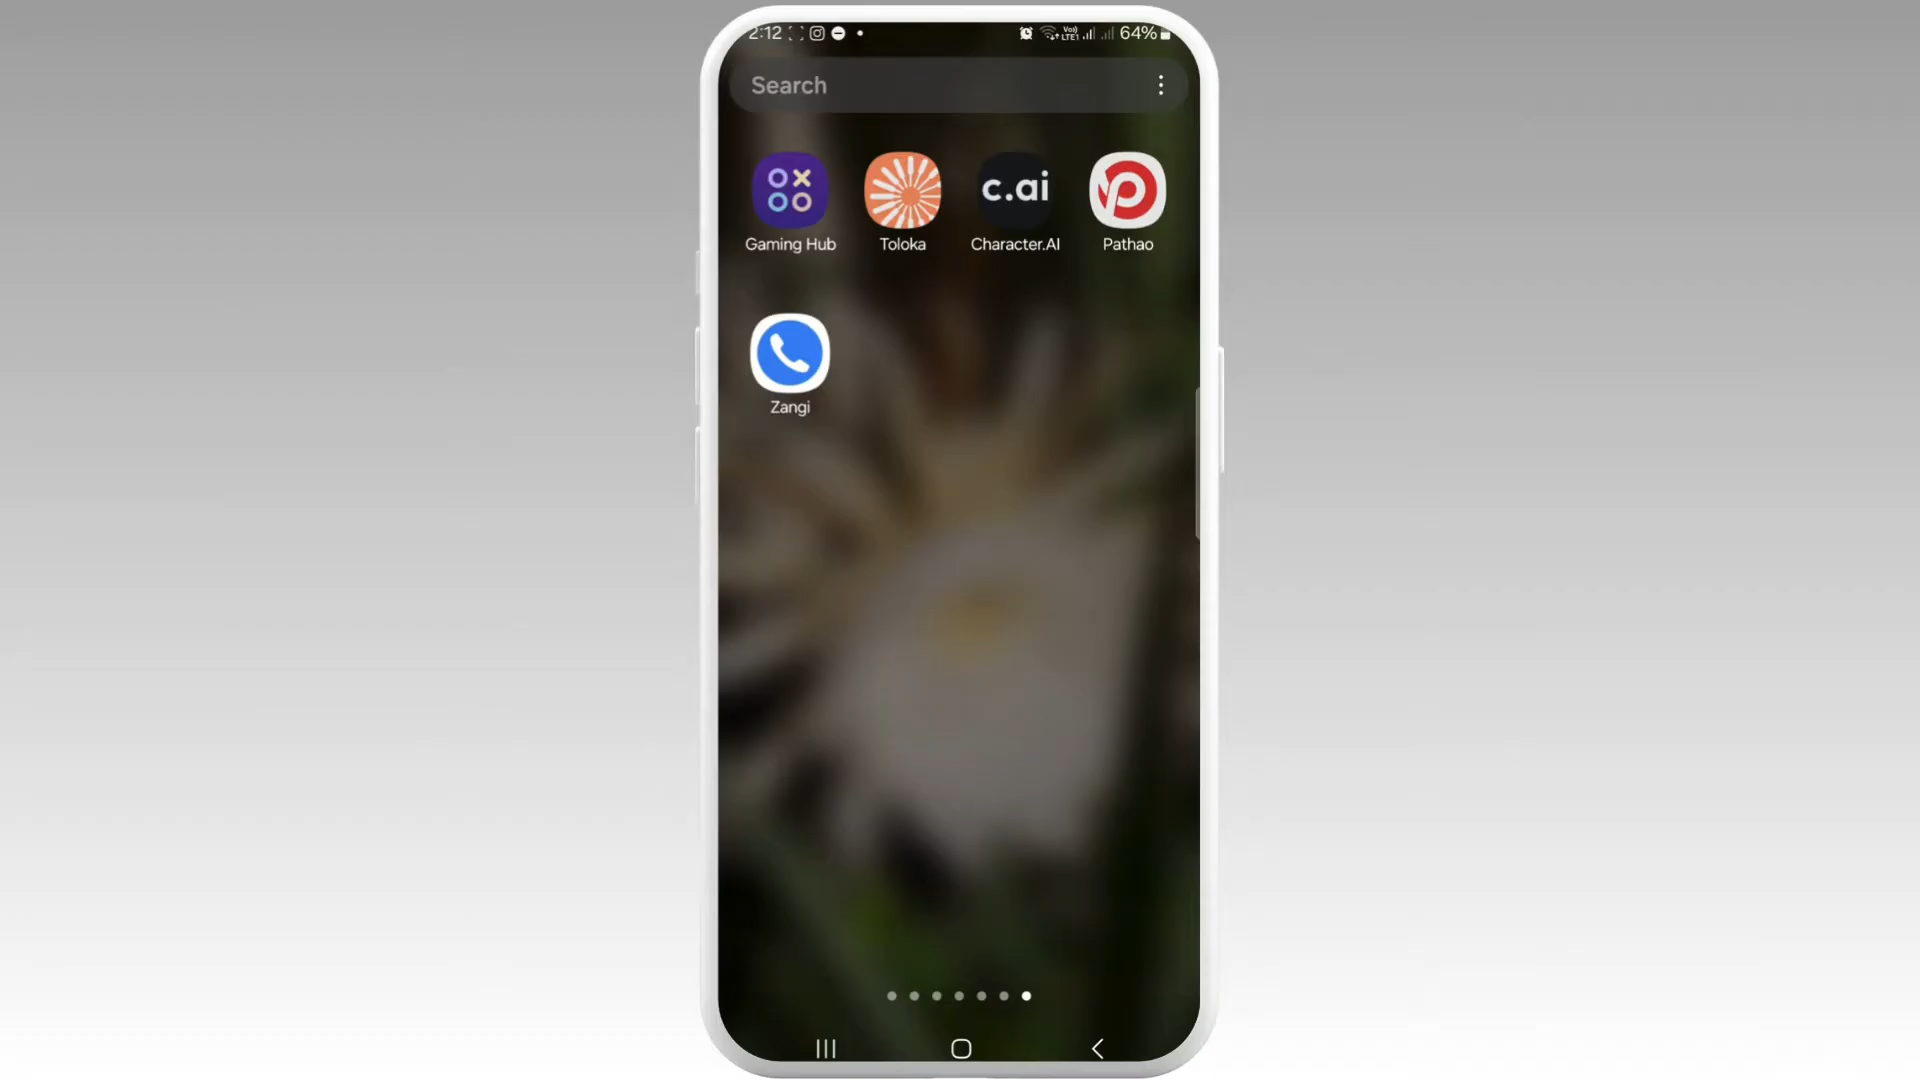 2:12 64%
Search
c.ai
Gaming Hub Toloka Character.AI Pathao
Zangi